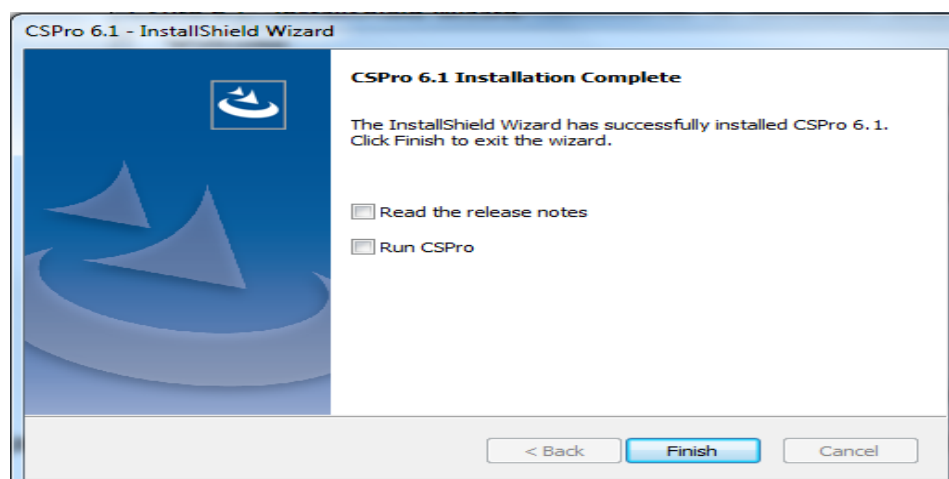 CSPro 6.1 - InstallShield Wizard
CSPro 6.1 Installation Complete
The InstallShield Wizard has successfully installed CSPro 6.1.
Click Finish to exit the wizard.
Read the release notes
Run CSPro
< Back
Finish
Cancel